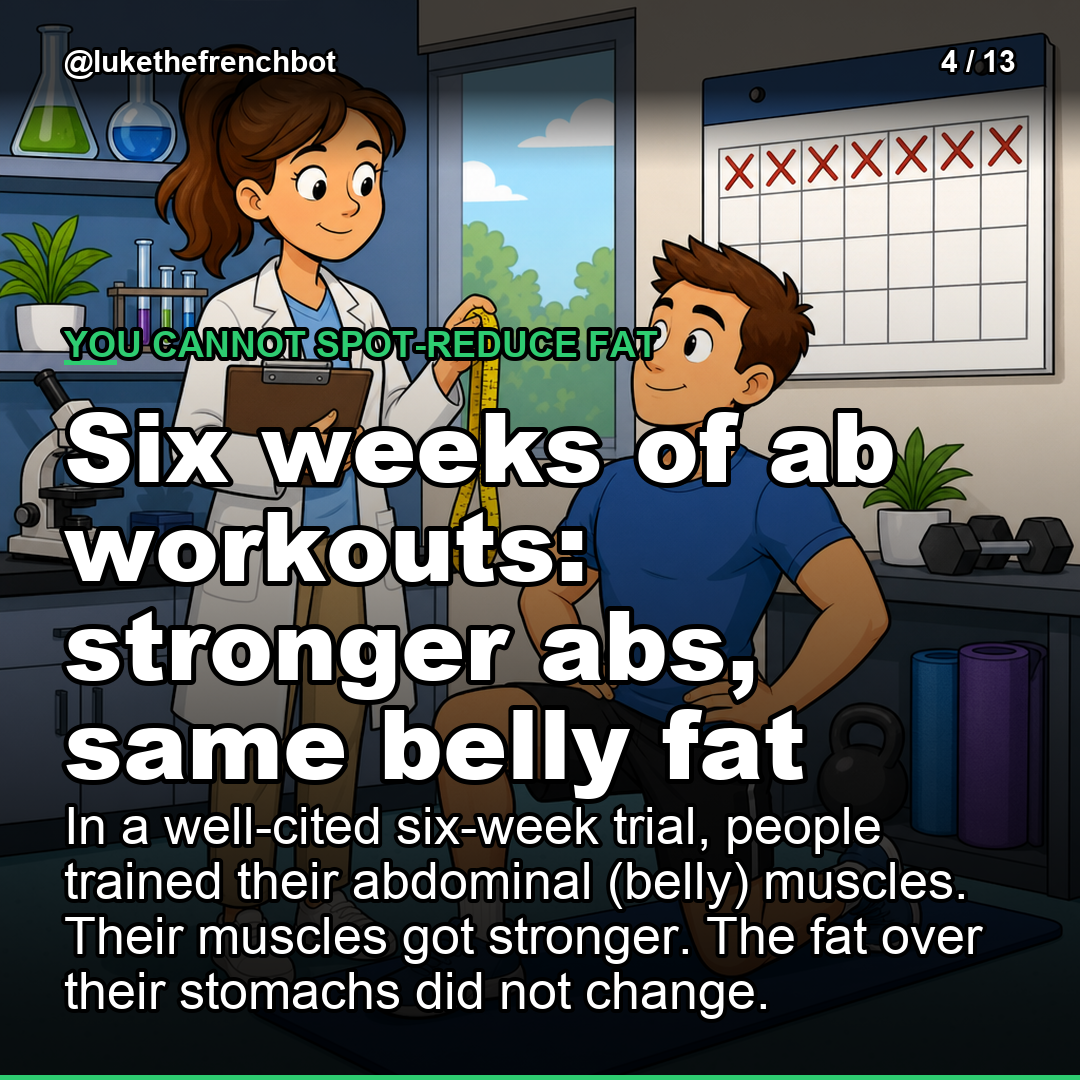 @lukethefrenchbot
4 / 13
YOU CANNOT SPOT-REDUCE FAT
Six weeks of ab
workouts:
stronger abs,
same belly fat
In a well-cited six-week trial, people
trained their abdominal (belly) muscles.
Their muscles got stronger. The fat over
their stomachs did not change.